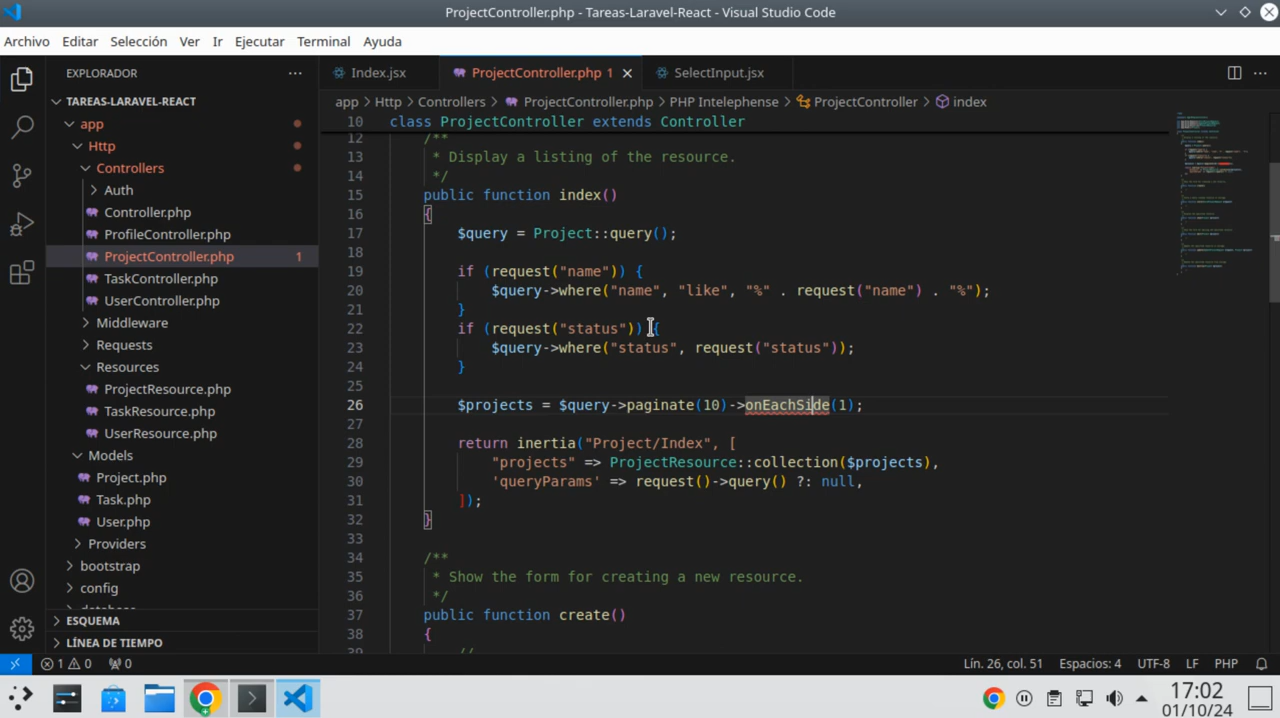 ProjectController.php - Tareas-Laravel-React - Visual Studio Code
Archivo Editar Selección Ver Ir Ejecutar Terminal Ayuda
EXPLORADOR
Index.jsx ProjectController.php 1 SelectInput.jsx
app Http Controllers ProjectController.php PHP Intelephense ProjectController index
TAREAS-LARAVEL-REACT
app
Http
Controllers
Auth
Controller.php
ProfileController.php
ProjectController.php 1
TaskController.php
UserController.php
Middleware
Requests
Resources
ProjectResource.php
TaskResource.php
UserResource.php
Models
Project.php
Task.php
User.php
Providers
bootstrap
config
ESQUEMA
LÍNEA DE TIEMPO
10 class ProjectController extends Controller
12 /**
13 * Display a listing of the resource.
14 */
15 public function index()
16 {
17 $query = Project::query();
18
19 if (request("name")) {
20 $query->where("name", "like", "%" . request("name") . "%");
21 }
22 if (request("status")) {
23 $query->where("status", request("status"));
24 }
25
26 $projects = $query->paginate(10)->onEachSide(1);
27
28 return inertia("Project/Index", [
29 "projects" => ProjectResource::collection($projects),
30 'queryParams' => request()->query() ?: null,
31 ]);
32 }
33
34 /**
35 * Show the form for creating a new resource.
36 */
37 public function create()
38 {
1 0 0 Lín. 26, col. 51 Espacios: 4 UTF-8 LF PHP
17:02
01/10/24